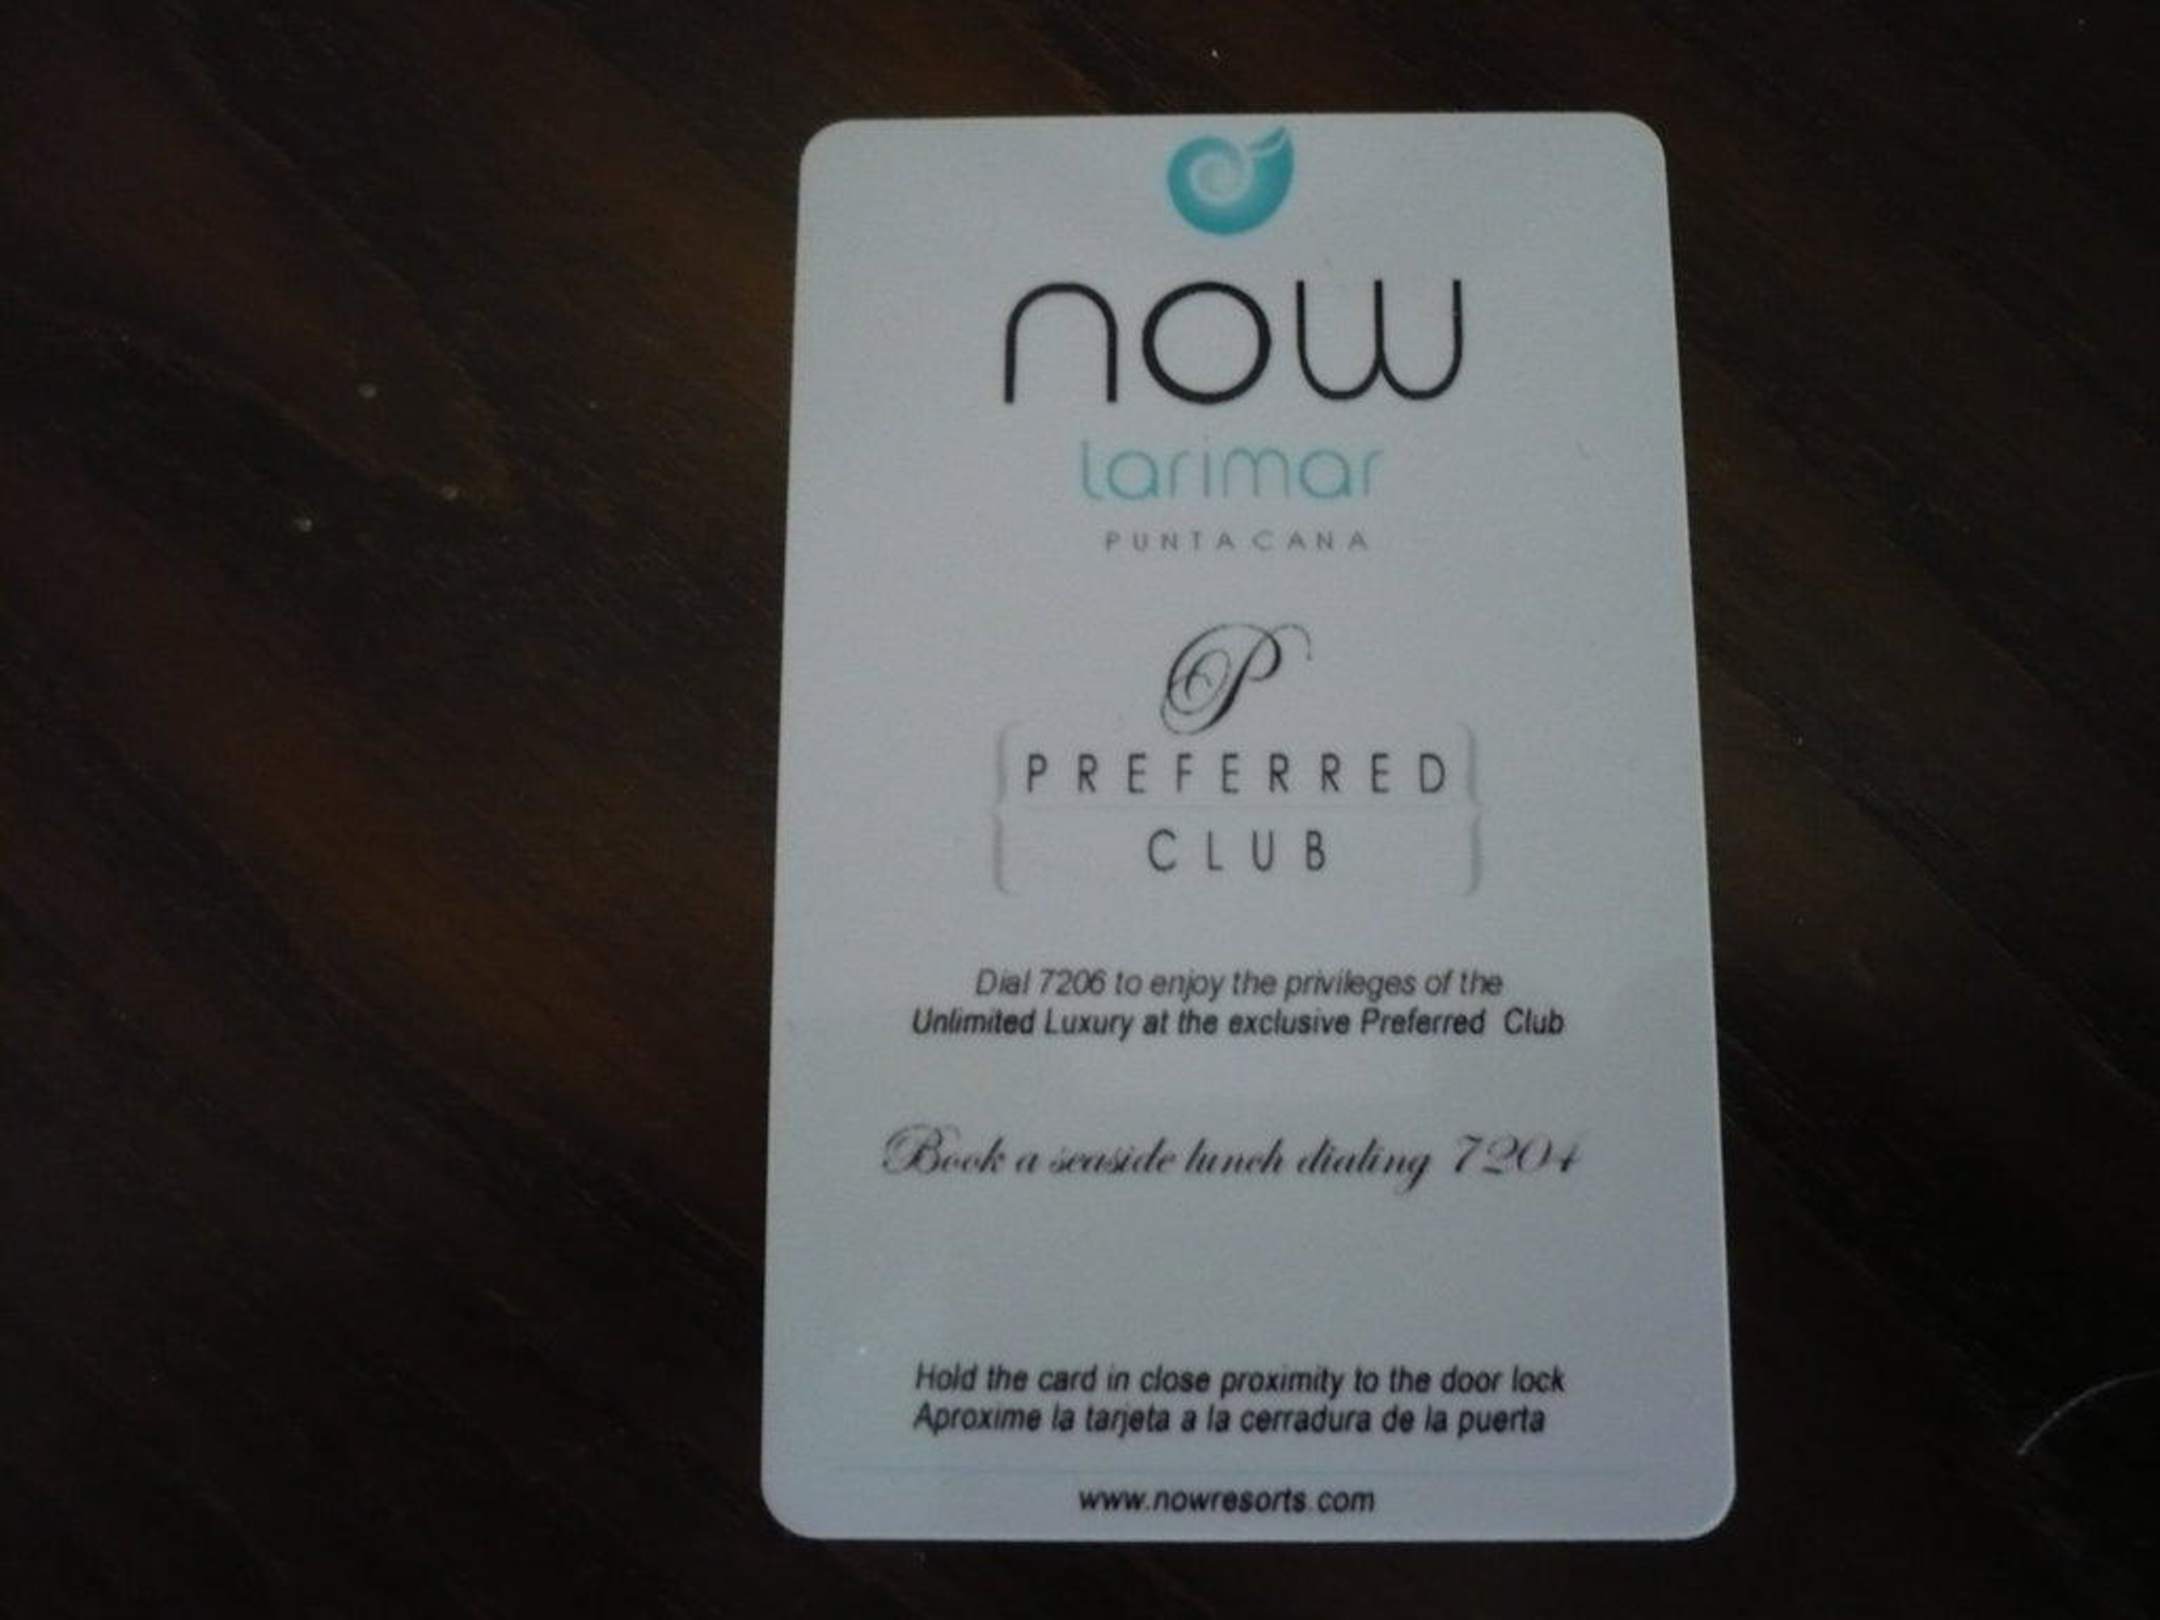 now
larimar
PUNTA CANA
P
PREFERRED
CLUB
Dial 7206 to enjoy the privileges of the
Unlimited Luxury at the exclusive Preferred Club
Book a seaside lunch dialing 7204
Hold the card in close proximity to the door lock
Aproxime la tarjeta a la cerradura de la puerta
www.nowresorts.com